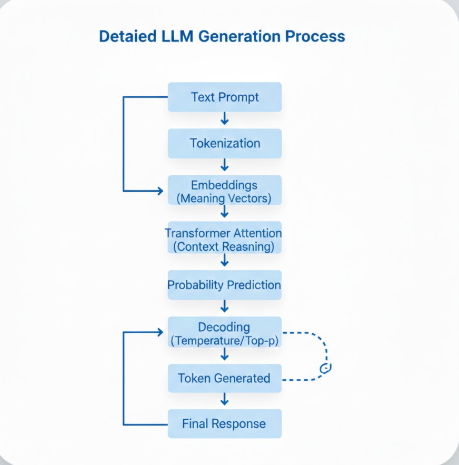 Detaied LLM Generation Process
Text Prompt
Tokenization
Embeddings
(Meaning Vectors)
Transformer Attention
(Context Reasning)
Probability Prediction
Decoding
(Temperature/Top-p)
Token Generated
Final Response